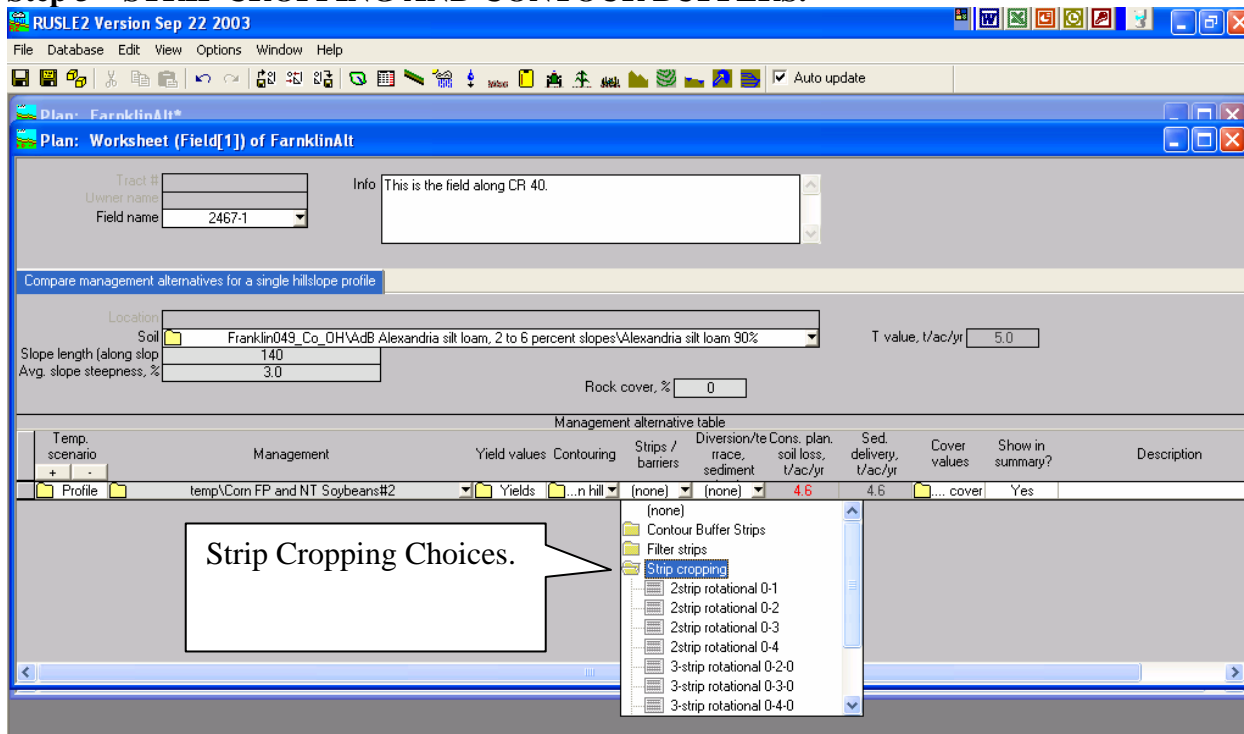 RUSLE2 Version Sep 22 2003
File Database Edit View Options Window Help
Auto update
Plan: FarnklinAlt*
Plan: Worksheet (Field[1]) of FarnklinAlt
Tract #
Owner name
Field name 2467-1
Info This is the field along CR 40.
Compare management alternatives for a single hillslope profile
Location
Soil Franklin049_Co_OH\AdB Alexandria silt loam, 2 to 6 percent slopes\Alexandria silt loam 90% T value, t/ac/yr 5.0
Slope length (along slop 140
Avg. slope steepness, % 3.0
Rock cover, % 0
Management alternative table
Temp. scenario
+ -
Management
Yield values
Contouring
Strips / barriers
Diversion/te rrace, sediment
Cons. plan. soil loss, t/ac/yr
Sed. delivery, t/ac/yr
Cover values
Show in summary?
Description
Profile temp\Corn FP and NT Soybeans#2 Yields ...n hill (none) (none) 4.6 4.6 .... cover Yes
(none)
Contour Buffer Strips
Filter strips
Strip cropping
2strip rotational 0-1
2strip rotational 0-2
2strip rotational 0-3
2strip rotational 0-4
3-strip rotational 0-2-0
3-strip rotational 0-3-0
3-strip rotational 0-4-0
Strip Cropping Choices.